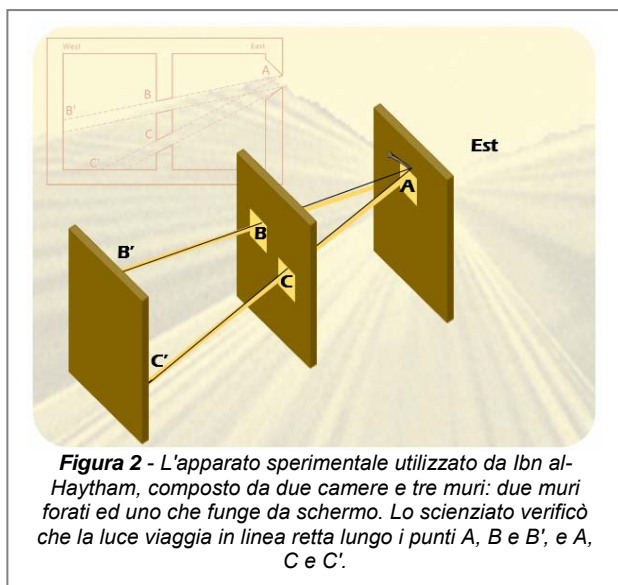 West
East
A
B
B'
C
C'
Est
A
B
B'
C
C'
Figura 2 - L'apparato sperimentale utilizzato da Ibn al-
Haytham, composto da due camere e tre muri: due muri
forati ed uno che funge da schermo. Lo scienziato verificò
che la luce viaggia in linea retta lungo i punti A, B e B', e A,
C e C'.